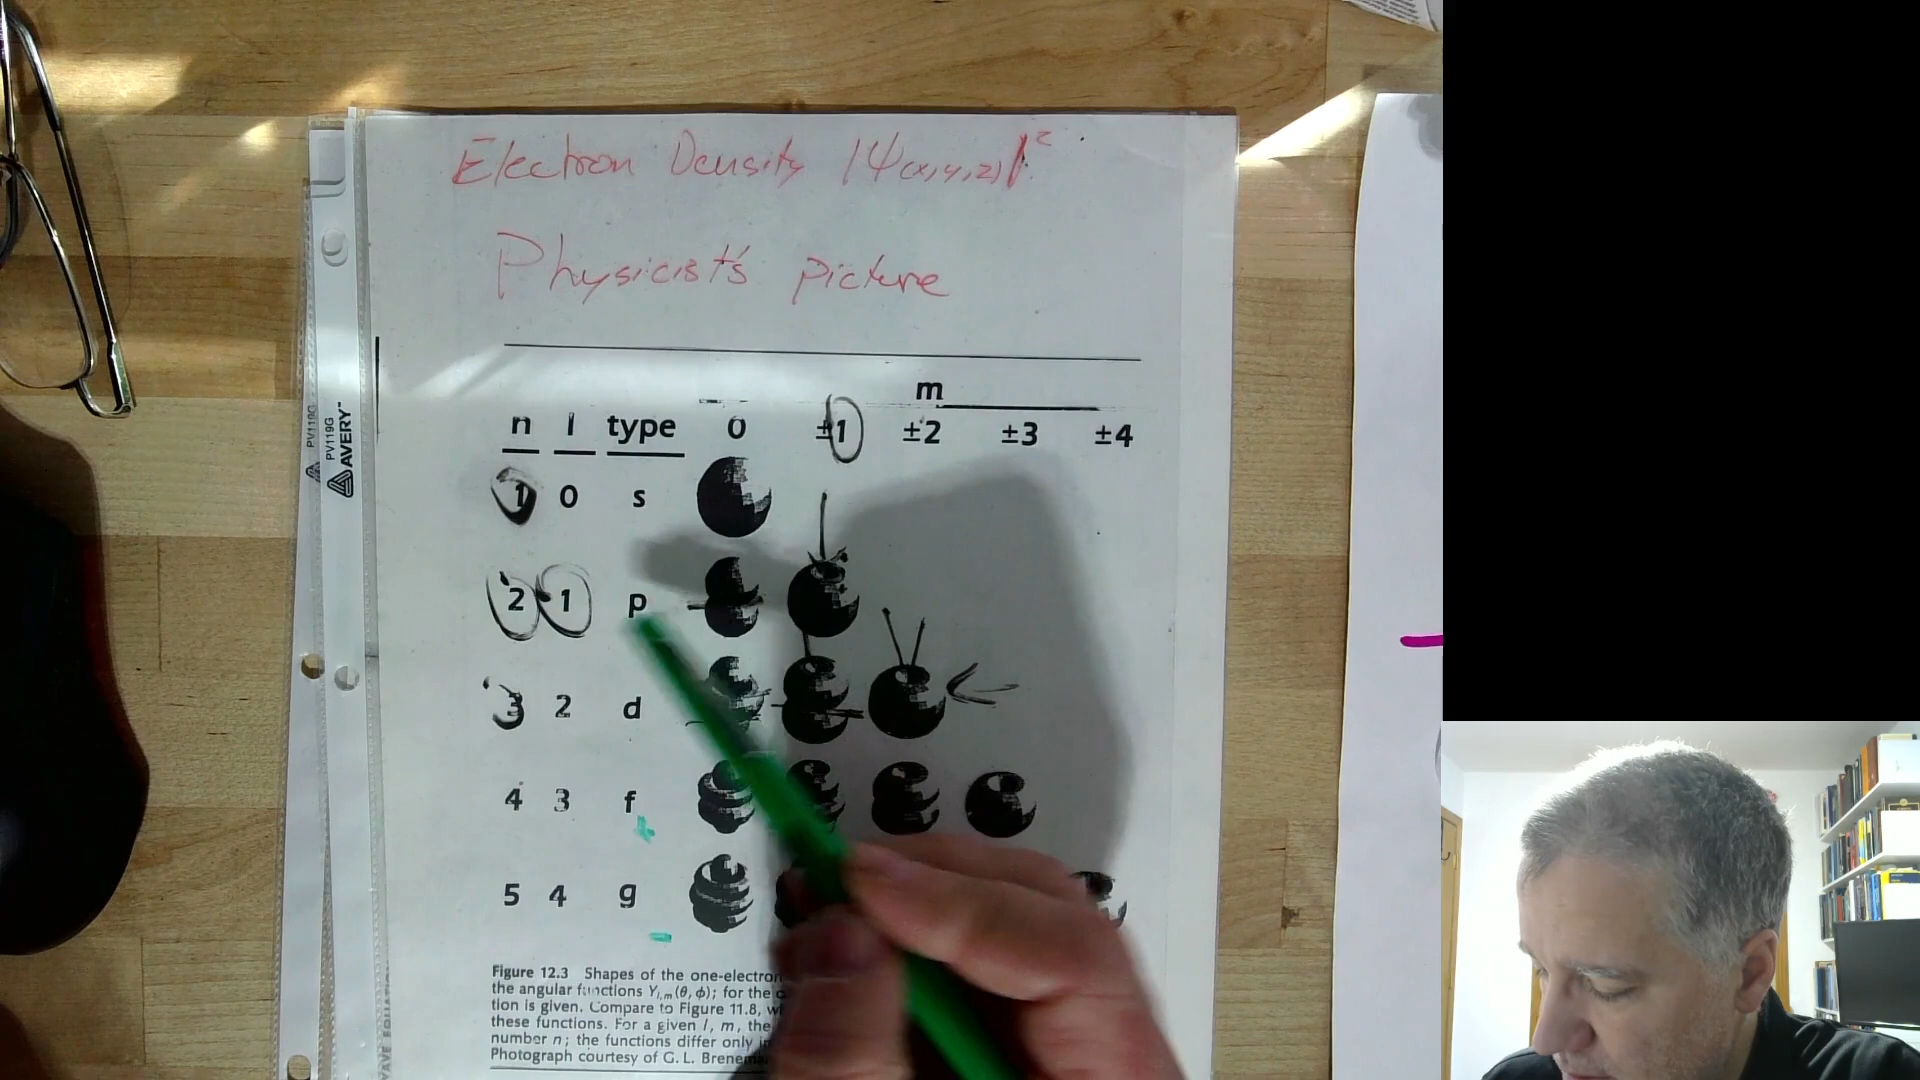 Electron Density |Ψ(x,y,z)|²
Physicist's picture
m
n l type 0 ±1 ±2 ±3 ±4
1 0 s
2 1 p
3 2 d
4 3 f
5 4 g
Figure 12.3 Shapes of the one-electron
the angular functions Yl,m(θ, ϕ); for the
tion is given. Compare to Figure 11.8,
these functions. For a given l, m, the
number n; the functions differ only
Photograph courtesy of G. L.
PV119G
PV119G
AVERY™